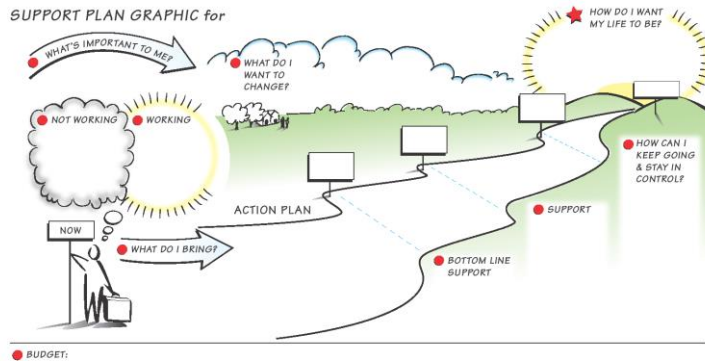 SUPPORT PLAN GRAPHIC for
WHAT'S IMPORTANT TO ME?
WHAT DO I
WANT TO
CHANGE?
HOW DO I WANT
MY LIFE TO BE?
NOT WORKING
WORKING
HOW CAN I
KEEP GOING
& STAY IN
CONTROL?
ACTION PLAN
SUPPORT
NOW
WHAT DO I BRING?
BOTTOM LINE
SUPPORT
BUDGET: